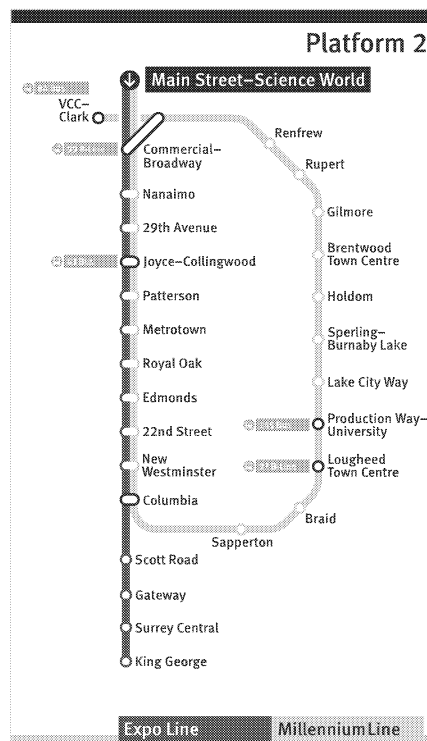 Platform 2
Main Street–Science World
VCC–
Clark
Commercial–
Broadway
Nanaimo
29th Avenue
Joyce–Collingwood
Patterson
Metrotown
Royal Oak
Edmonds
22nd Street
New
Westminster
Columbia
Scott Road
Gateway
Surrey Central
King George
Renfrew
Rupert
Gilmore
Brentwood
Town Centre
Holdom
Sperling–
Burnaby Lake
Lake City Way
Production Way–
University
Lougheed
Town Centre
Braid
Sapperton
Expo Line
Millennium Line